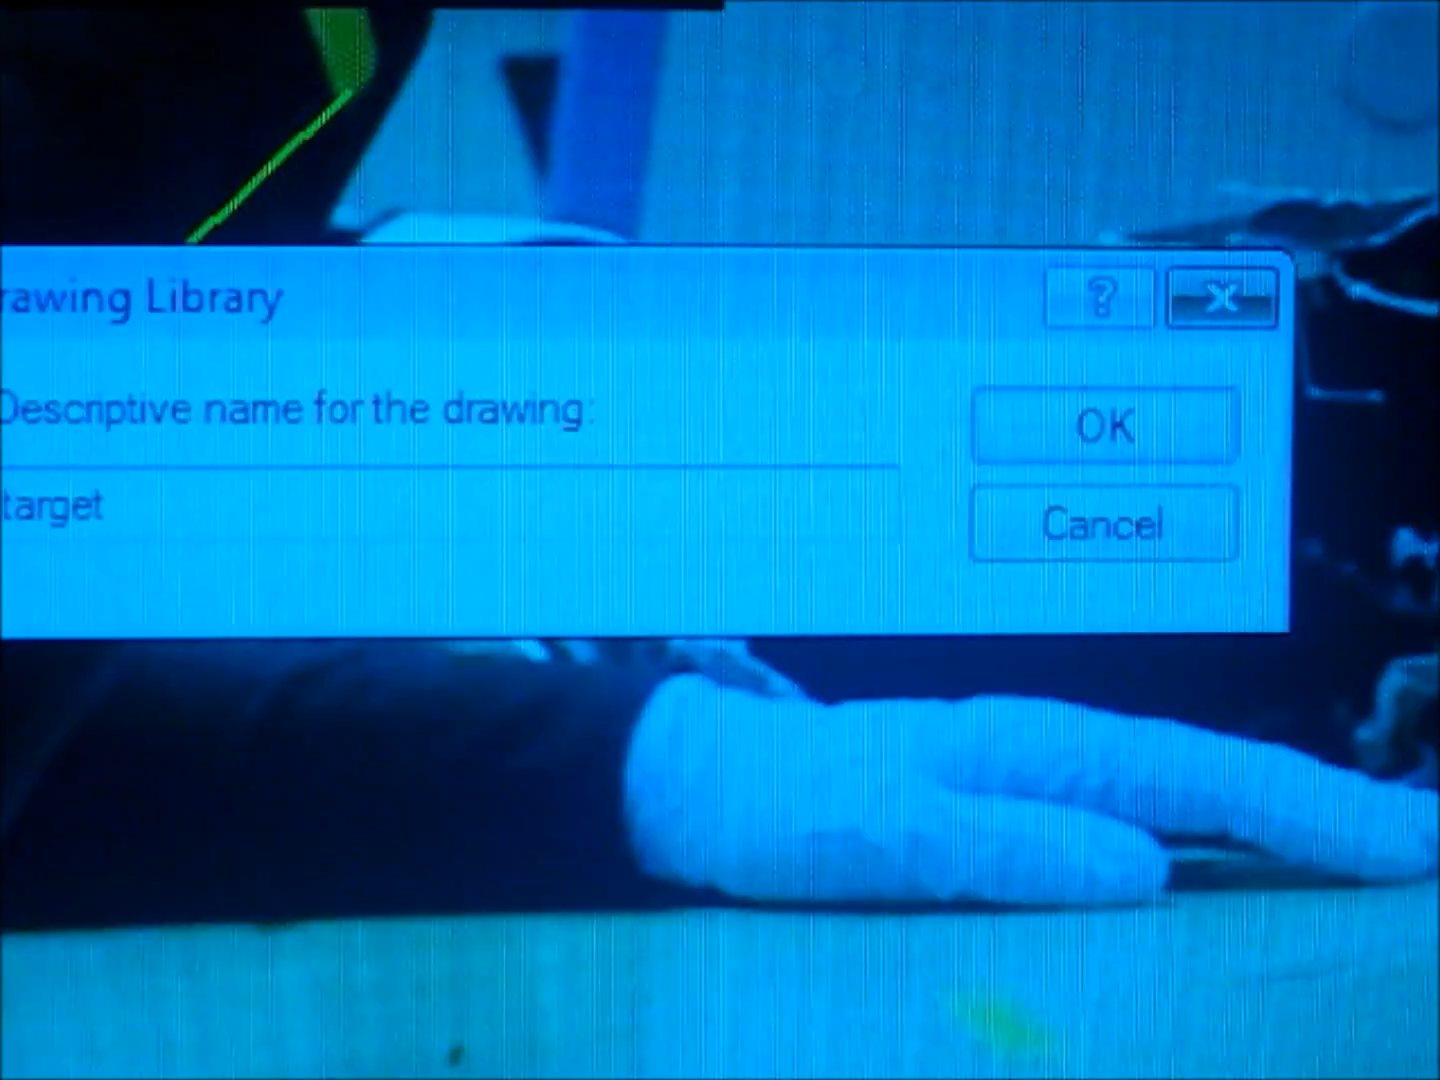 rawing Library
?
X
Descriptive name for the drawing:
OK
target
Cancel